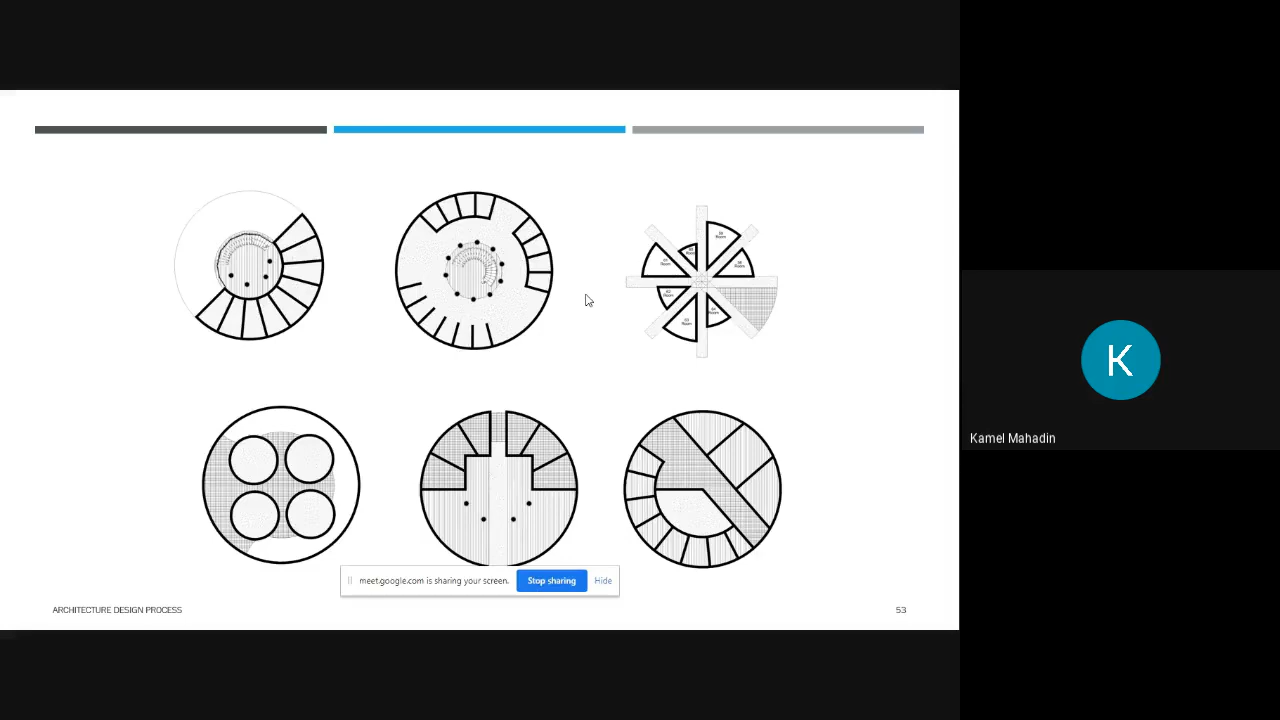 K
Kamel Mahadin
meet.google.com is sharing your screen.
Stop sharing
Hide
ARCHITECTURE DESIGN PROCESS
53